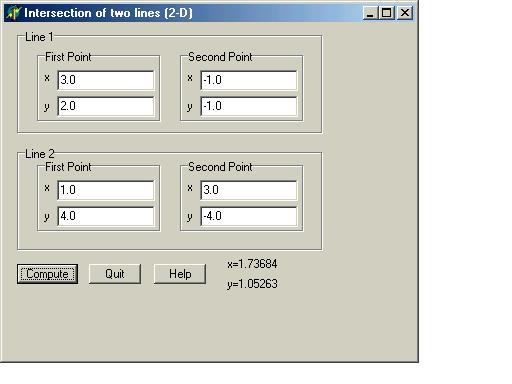 Intersection of two lines (2-D)
Line 1
First Point
x 3.0
y 2.0
Second Point
x -1.0
y -1.0
Line 2
First Point
x 1.0
y 4.0
Second Point
x 3.0
y -4.0
Compute Quit Help
x=1.73684
y=1.05263